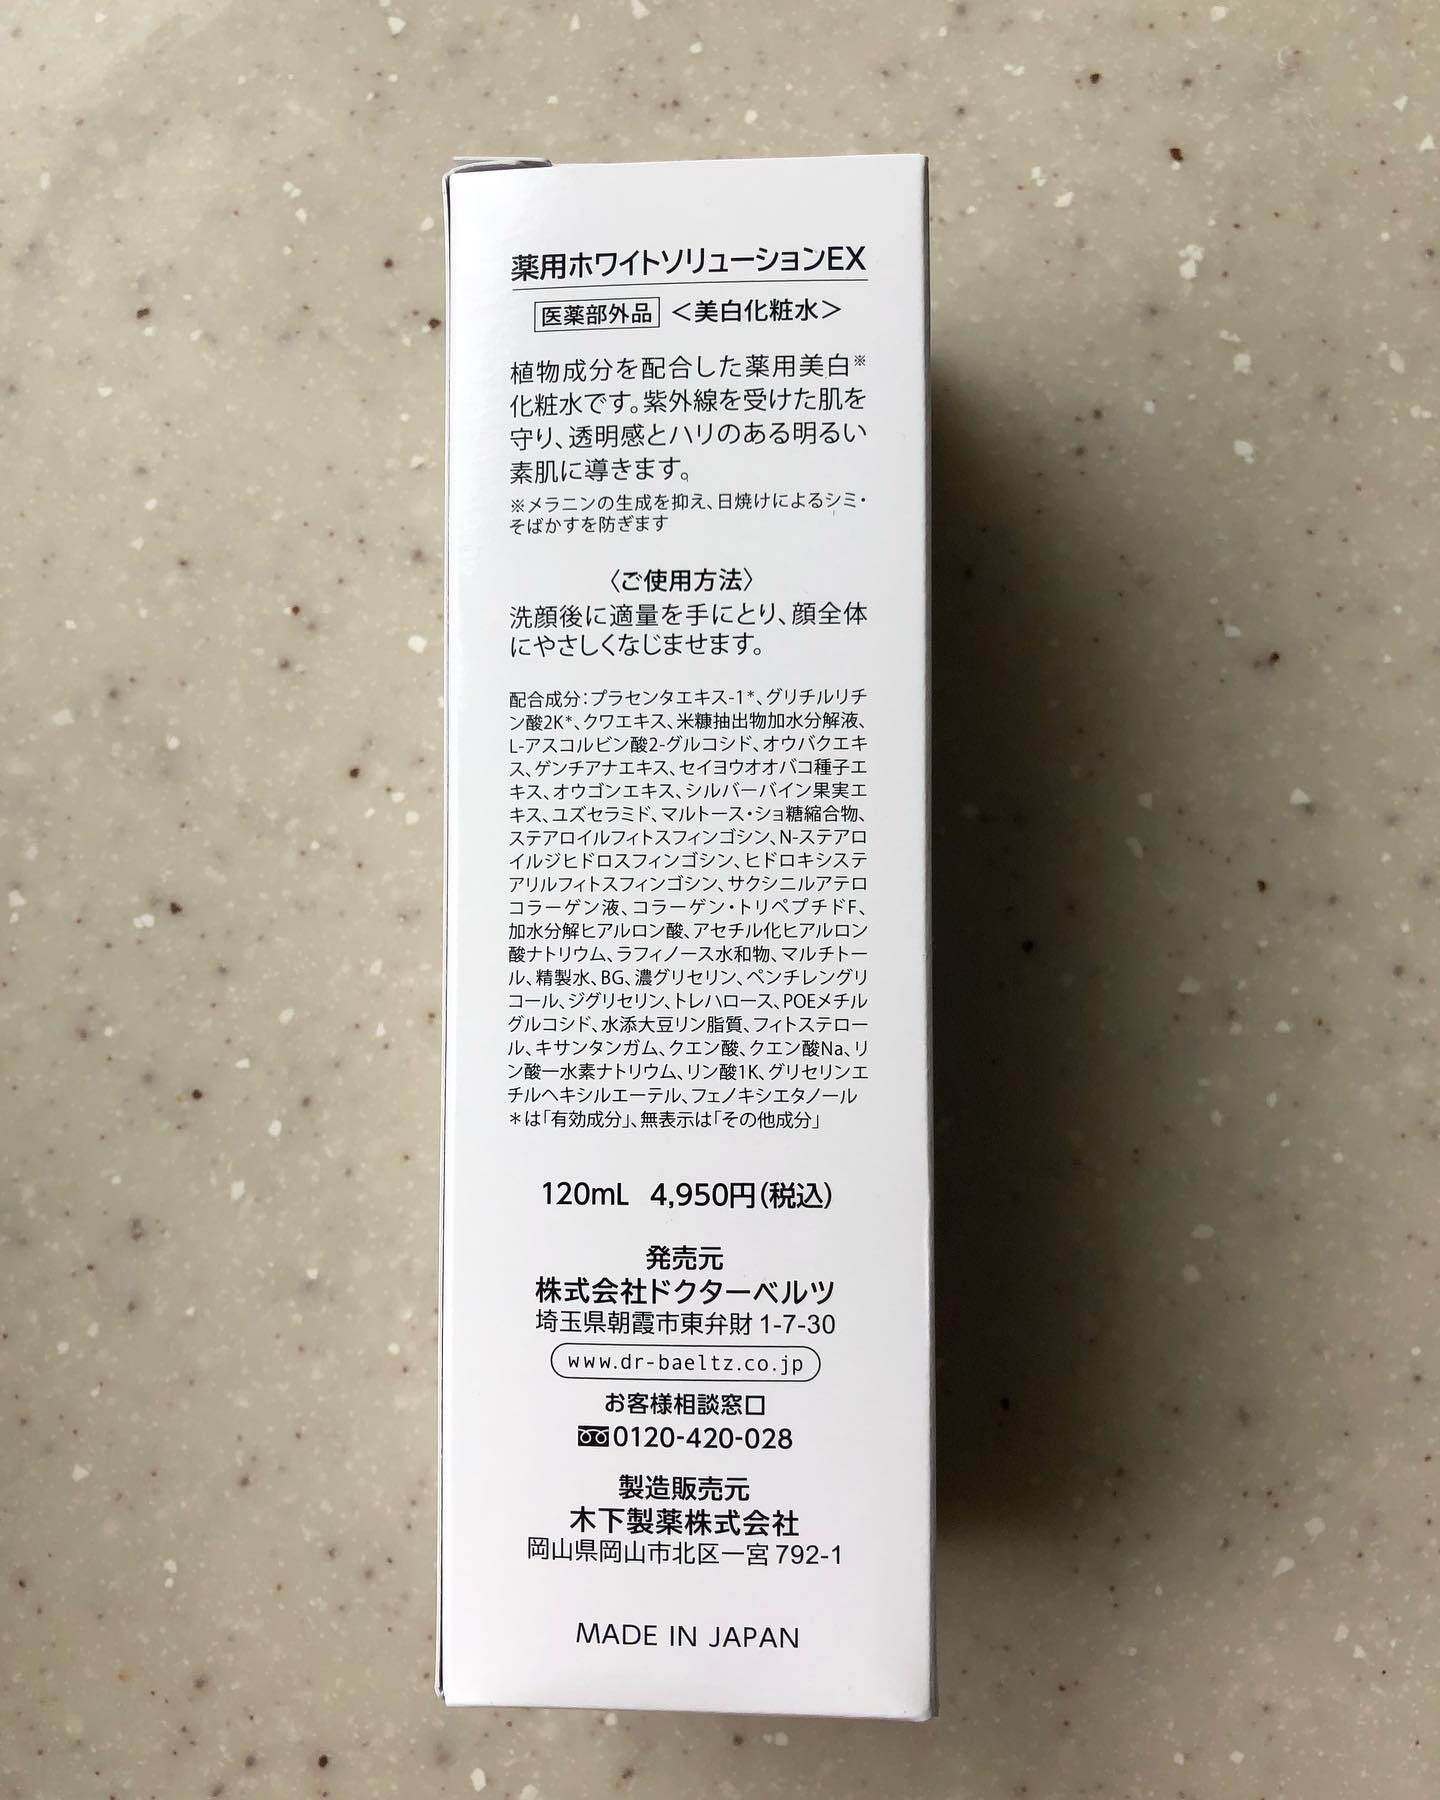 薬用ホワイトソリューションEX
医薬部外品 ＜美白化粧水＞
植物成分を配合した薬用美白※
化粧水です。紫外線を受けた肌を
守り、透明感とハリのある明るい
素肌に導きます。
※メラニンの生成を抑え、日焼けによるシミ・
そばかすを防ぎます
〈ご使用方法〉
洗顔後に適量を手にとり、顔全体
にやさしくなじませます。
配合成分：プラセンタエキス-1*、グリチルリチ
ン酸2K*、クワエキス、米糠抽出物加水分解液、
L-アスコルビン酸2-グルコシド、オウバクエキ
ス、ゲンチアナエキス、セイヨウオオバコ種子エ
キス、オウゴンエキス、シルバーバイン果実エ
キス、ユズセラミド、マルトース・ショ糖縮合物、
ステアロイルフィトスフィンゴシン、N-ステアロ
イルジヒドロスフィンゴシン、ヒドロキシステ
アリルフィトスフィンゴシン、サクシニルアテロ
コラーゲン液、コラーゲン・トリペプチドF、
加水分解ヒアルロン酸、アセチル化ヒアルロン
酸ナトリウム、ラフィノース水和物、マルチトー
ル、精製水、BG、濃グリセリン、ペンチレングリ
コール、ジグリセリン、トレハロース、POEメチル
グルコシド、水添大豆リン脂質、フィトステロー
ル、キサンタンガム、クエン酸、クエン酸Na、リ
ン酸一水素ナトリウム、リン酸1K、グリセリンエ
チルヘキシルエーテル、フェノキシエタノール
＊は「有効成分」、無表示は「その他成分」
120mL 4,950円（税込）
発売元
株式会社ドクターベルツ
埼玉県朝霞市東弁財 1-7-30
www.dr-baeltz.co.jp
お客様相談窓口
0120-420-028
製造販売元
木下製薬株式会社
岡山県岡山市北区一宮 792-1
MADE IN JAPAN